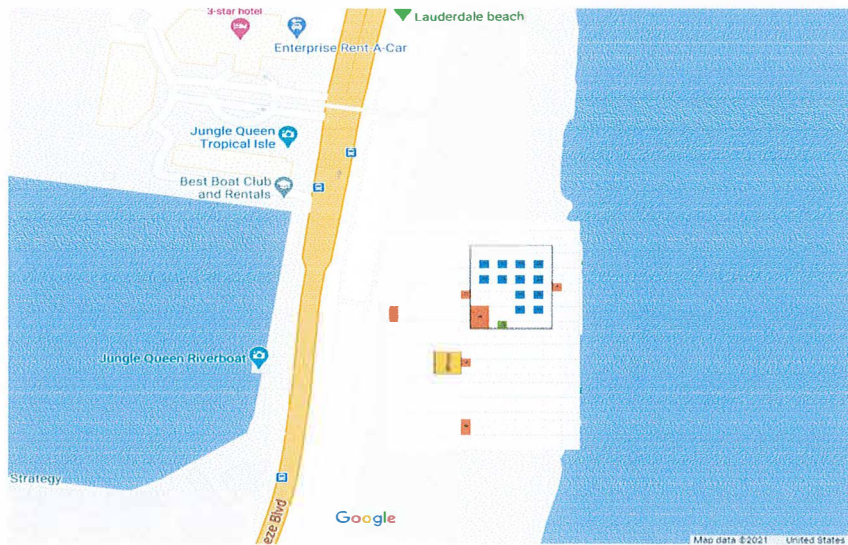 3-star hotel
Lauderdale beach
Enterprise Rent-A-Car
Jungle Queen
Tropical Isle
Best Boat Club
and Rentals
Jungle Queen Riverboat
Strategy
eze Blvd
Google
Map data ©2021
United States